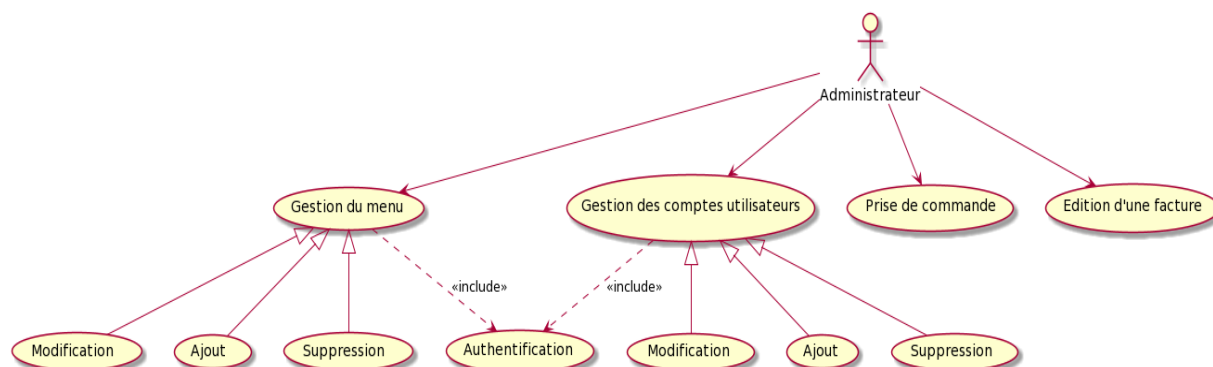 Administrateur
Gestion du menu
Gestion des comptes utilisateurs
Prise de commande
Edition d'une facture
«include»
«include»
Modification
Ajout
Suppression
Authentification
Modification
Ajout
Suppression